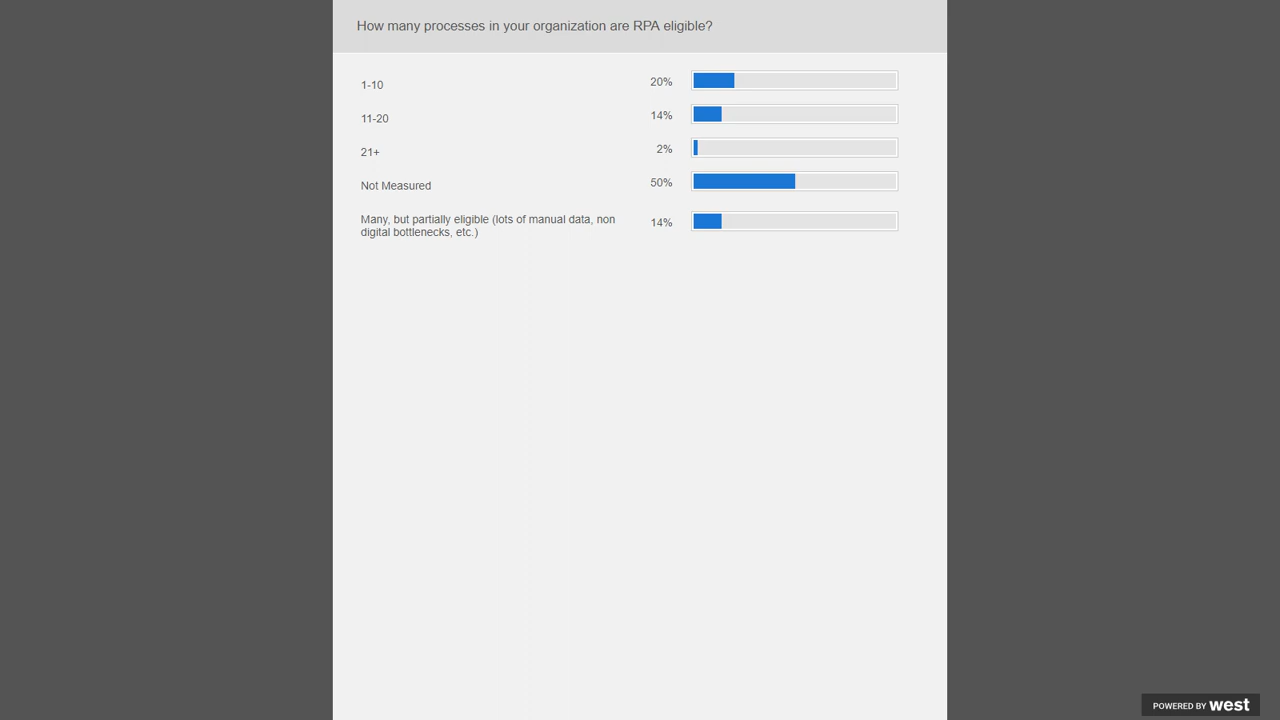 How many processes in your organization are RPA eligible?
1-10 20%
11-20 14%
21+ 2%
Not Measured 50%
Many, but partially eligible (lots of manual data, non
digital bottlenecks, etc.) 14%
POWERED BY west